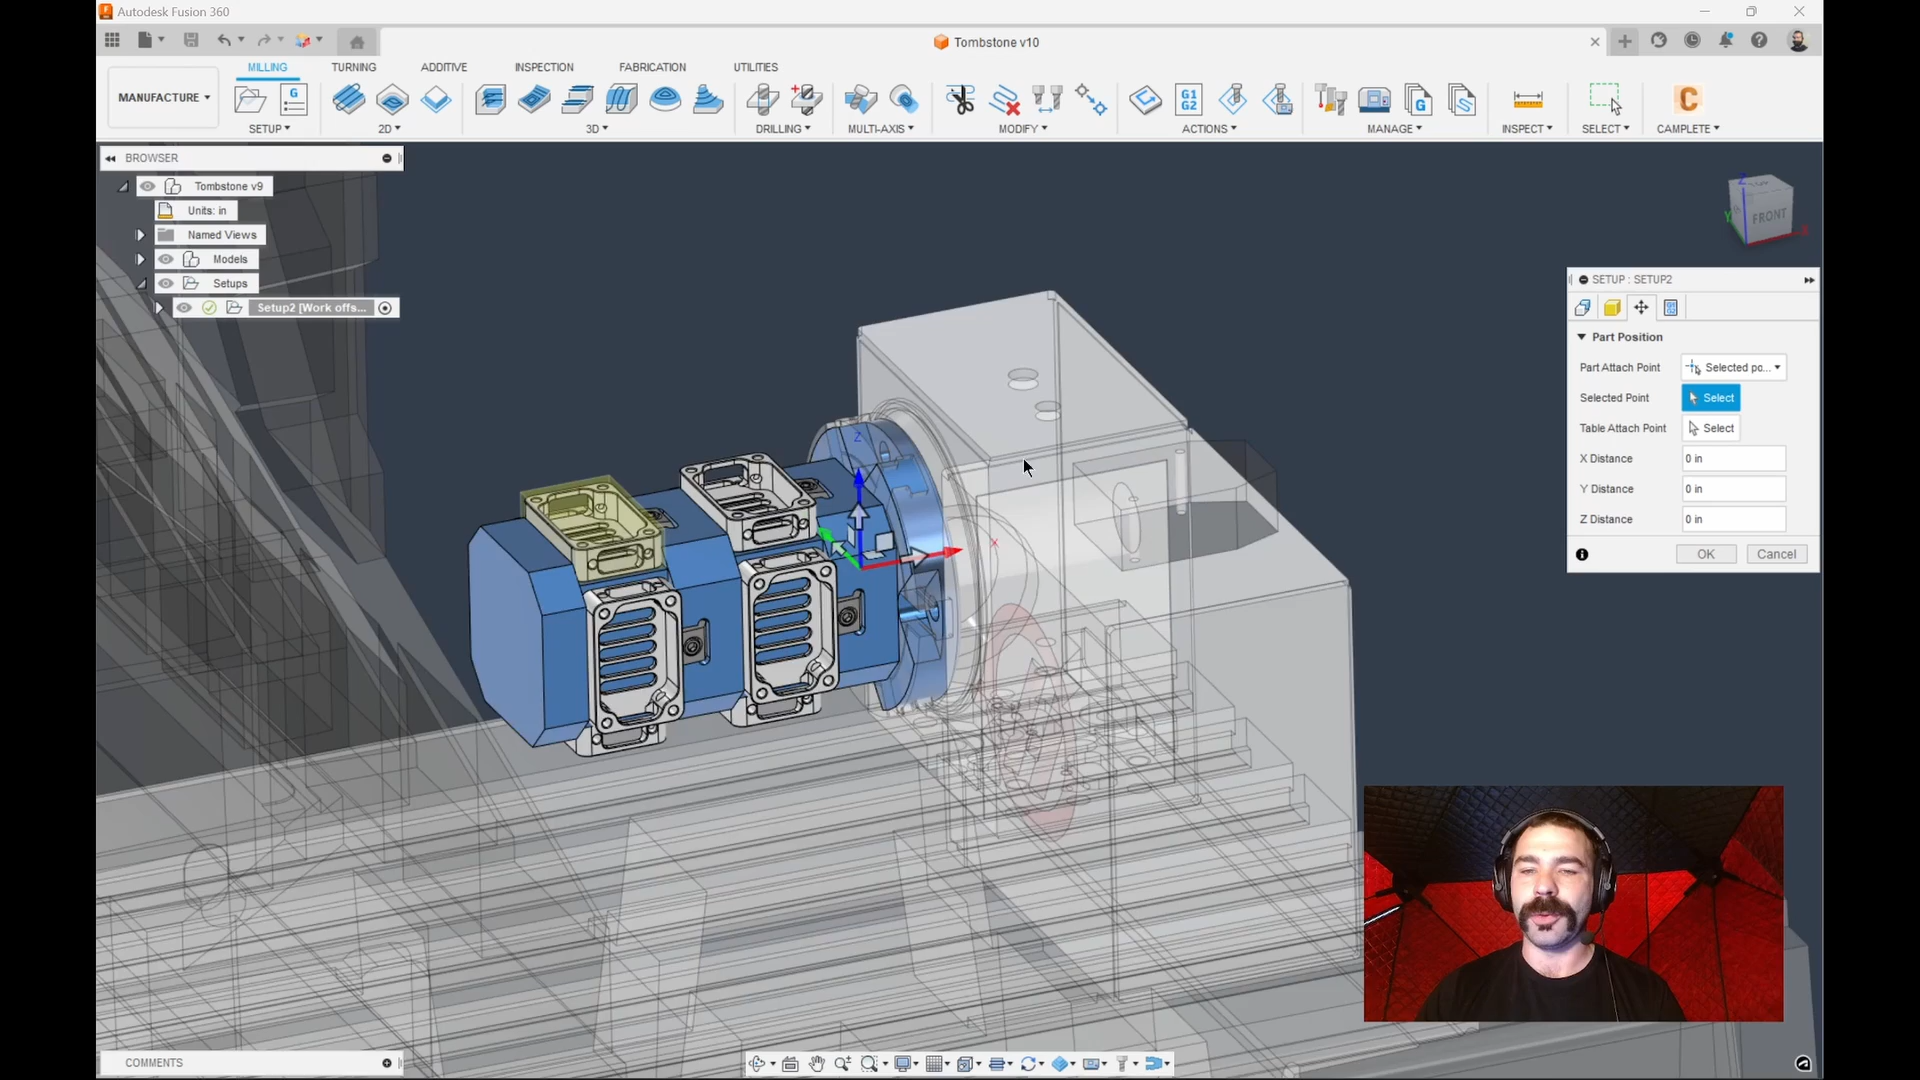 Autodesk Fusion 360
Tombstone v10
MANUFACTURE
MILLING
TURNING
ADDITIVE
INSPECTION
FABRICATION
UTILITIES
G
G1
G2
G
C
SETUP
2D
3D
DRILLING
MULTI-AXIS
MODIFY
ACTIONS
MANAGE
INSPECT
SELECT
CAMPLETE
BROWSER
Tombstone v9
Units: in
Named Views
Models
Setups
Setup2 [Work offs...
Z
Y
X
FRONT
Z
X
SETUP : SETUP2
Part Position
Part Attach Point
Selected po...
Selected Point
Select
Table Attach Point
Select
X Distance
0 in
Y Distance
0 in
Z Distance
0 in
OK
Cancel
COMMENTS